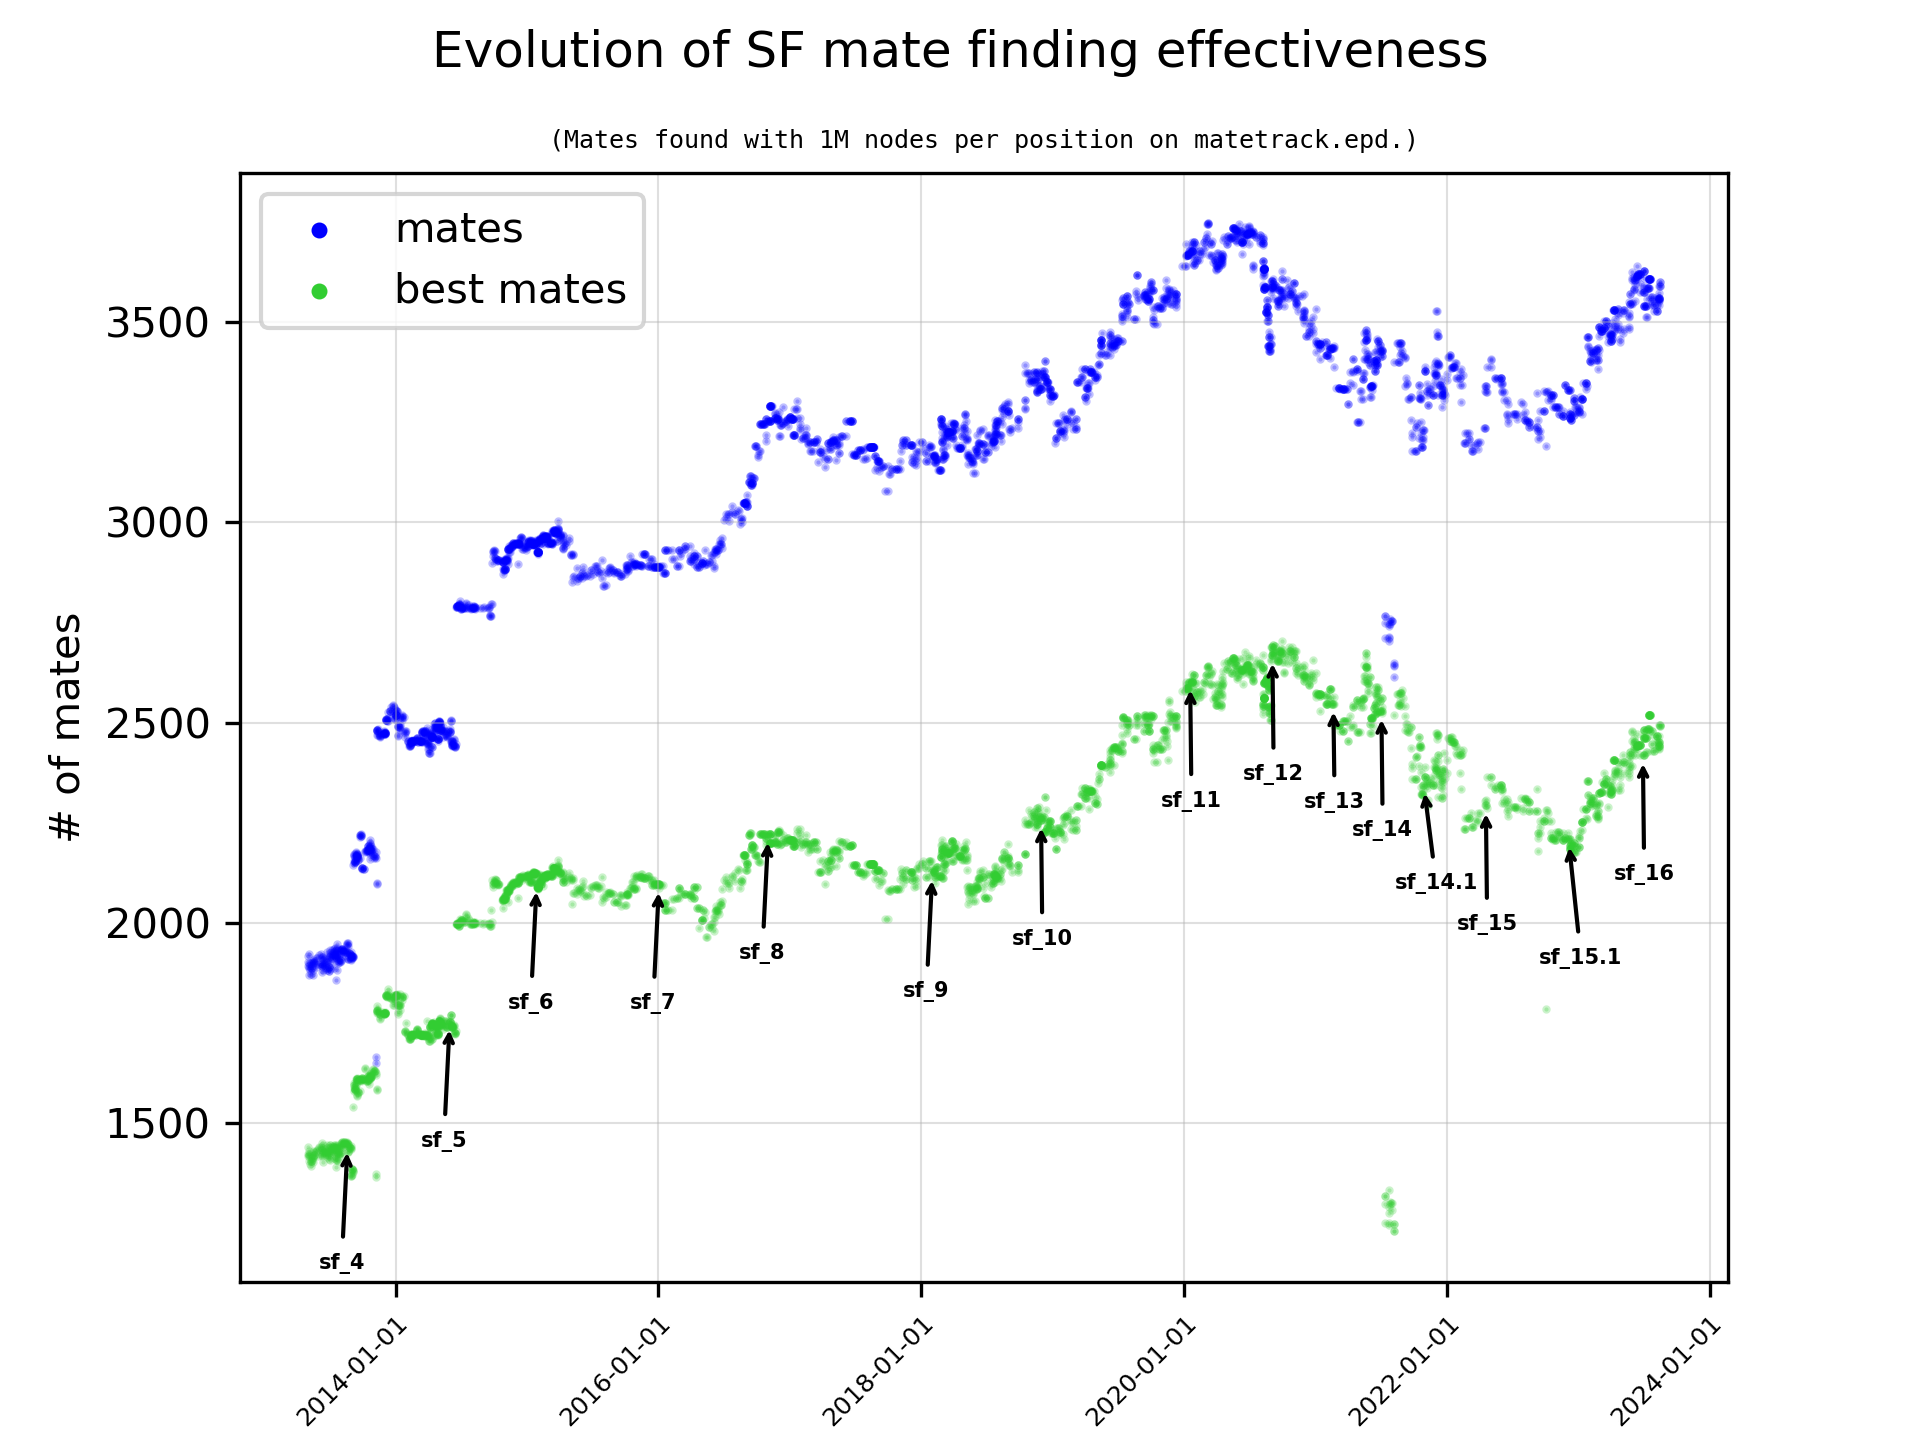 Evolution of SF mate finding effectiveness
(Mates found with 1M nodes per position on matetrack.epd.)
mates
best mates
# of mates
3500
3000
2500
2000
1500
sf_4
sf_5
sf_6
sf_7
sf_8
sf_9
sf_10
sf_11
sf_12
sf_13
sf_14
sf_14.1
sf_15
sf_15.1
sf_16
2014-01-01
2016-01-01
2018-01-01
2020-01-01
2022-01-01
2024-01-01